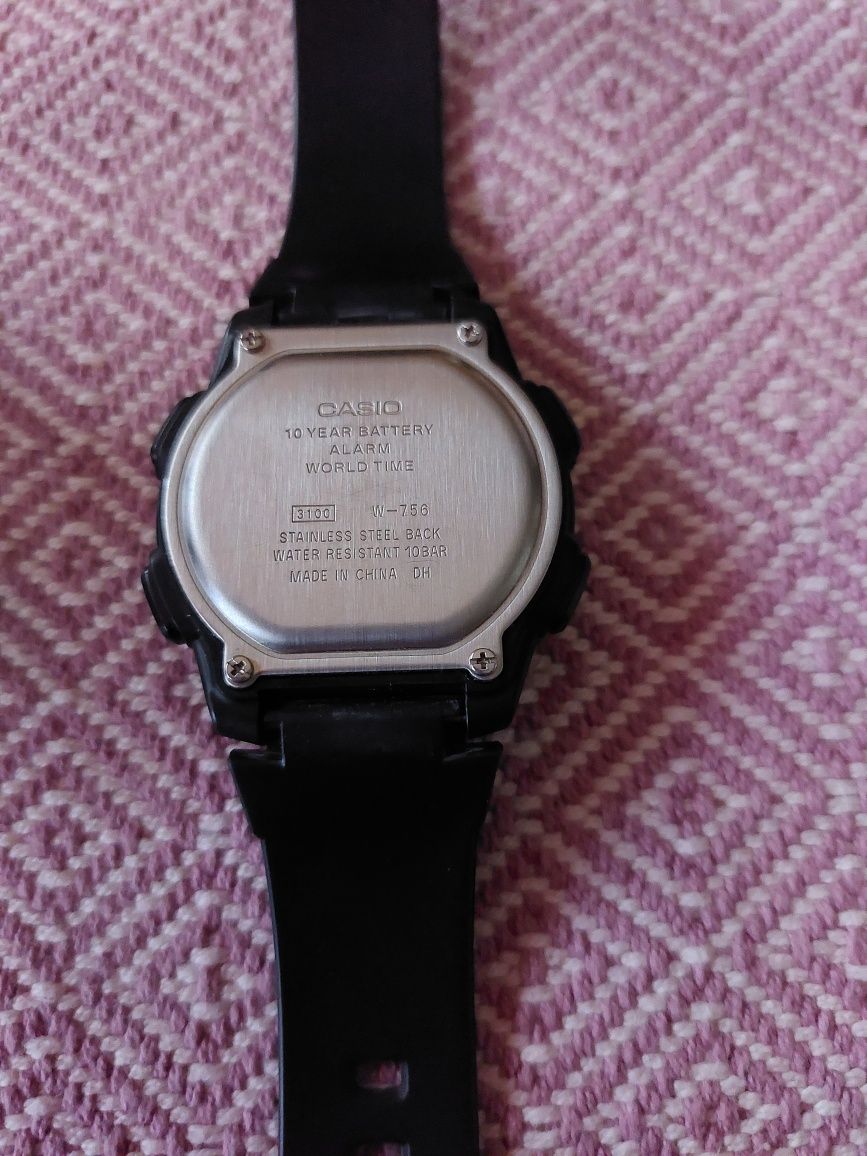 CASIO
10 YEAR BATTERY
ALARM
WORLD TIME
3100 W-756
STAINLESS STEEL BACK
WATER RESISTANT 10BAR
MADE IN CHINA DH